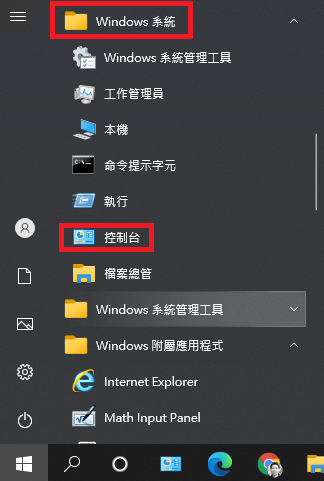 Windows 系統
Windows 系統管理工具
工作管理員
本機
命令提示字元
執行
控制台
檔案總管
Windows 系統管理工具
Windows 附屬應用程式
Internet Explorer
Math Input Panel